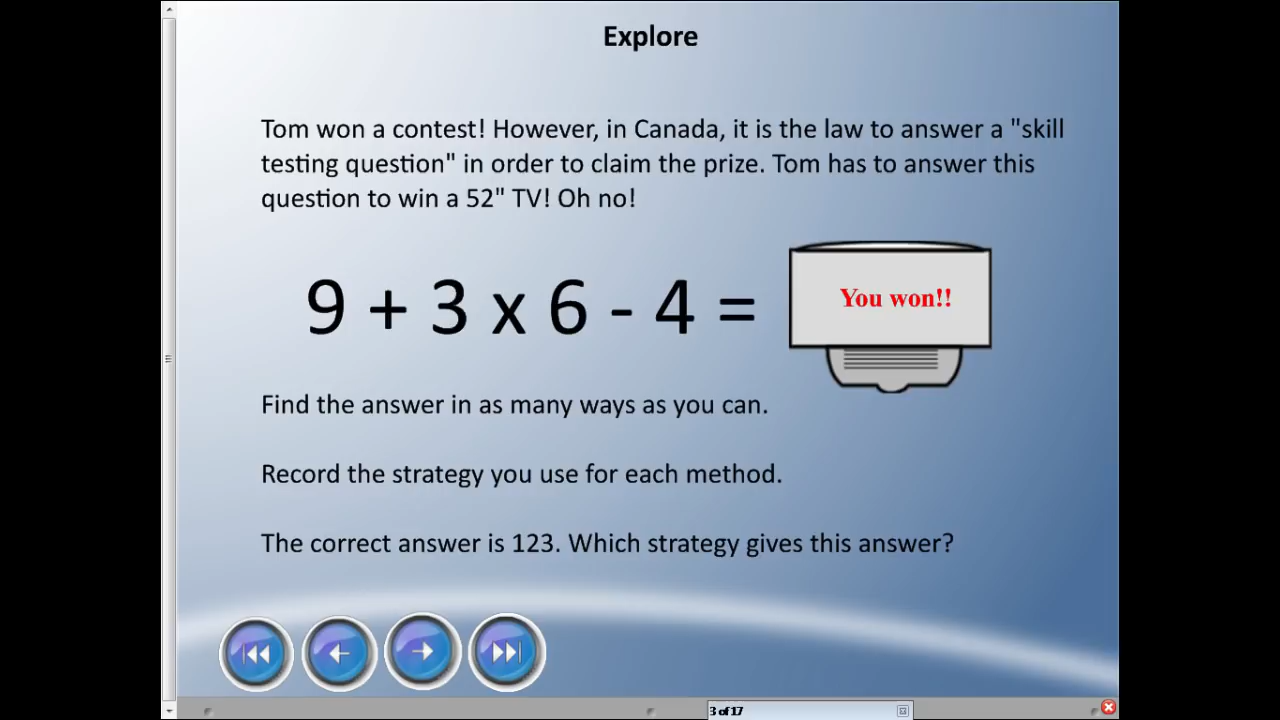 Explore
Tom won a contest! However, in Canada, it is the law to answer a "skill
testing question" in order to claim the prize. Tom has to answer this
question to win a 52" TV! Oh no!
9 + 3 x 6 - 4 =
You won!!
Find the answer in as many ways as you can.
Record the strategy you use for each method.
The correct answer is 123. Which strategy gives this answer?
3 of 17